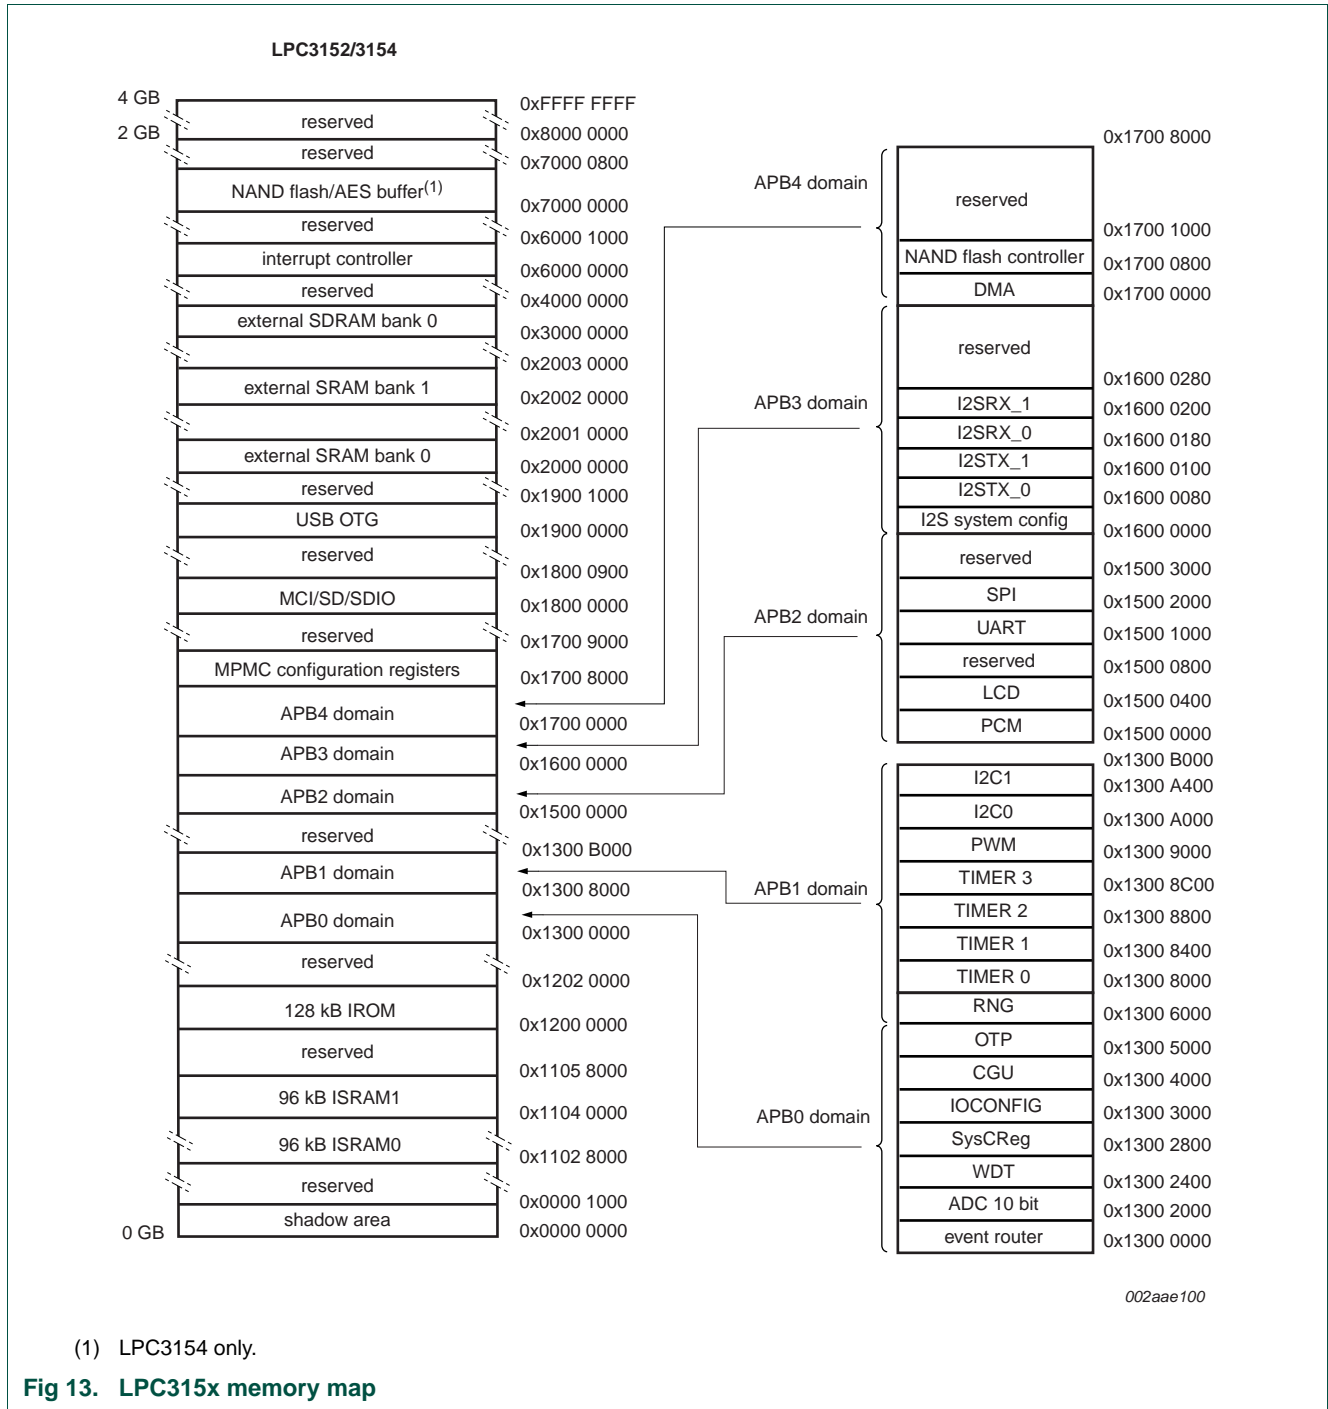 LPC3152/3154
4 GB
0xFFFF FFFF
reserved
2 GB
0x8000 0000
reserved
0x7000 0800
NAND flash/AES buffer(1)
0x7000 0000
reserved
0x6000 1000
interrupt controller
0x6000 0000
reserved
0x4000 0000
external SDRAM bank 0
0x3000 0000
0x2003 0000
external SRAM bank 1
0x2002 0000
0x2001 0000
external SRAM bank 0
0x2000 0000
reserved
0x1900 1000
USB OTG
0x1900 0000
reserved
0x1800 0900
MCI/SD/SDIO
0x1800 0000
reserved
0x1700 9000
MPMC configuration registers
0x1700 8000
APB4 domain
0x1700 0000
APB3 domain
0x1600 0000
APB2 domain
0x1500 0000
reserved
0x1300 B000
APB1 domain
0x1300 8000
APB0 domain
0x1300 0000
reserved
0x1202 0000
128 kB IROM
0x1200 0000
reserved
0x1105 8000
96 kB ISRAM1
0x1104 0000
96 kB ISRAM0
0x1102 8000
reserved
0x0000 1000
shadow area
0 GB
0x0000 0000
0x1700 8000
APB4 domain
reserved
0x1700 1000
NAND flash controller
0x1700 0800
DMA
0x1700 0000
APB3 domain
reserved
0x1600 0280
I2SRX_1
0x1600 0200
I2SRX_0
0x1600 0180
I2STX_1
0x1600 0100
I2STX_0
0x1600 0080
I2S system config
0x1600 0000
APB2 domain
reserved
0x1500 3000
SPI
0x1500 2000
UART
0x1500 1000
reserved
0x1500 0800
LCD
0x1500 0400
PCM
0x1500 0000
0x1300 B000
APB1 domain
I2C1
0x1300 A400
I2C0
0x1300 A000
PWM
0x1300 9000
TIMER 3
0x1300 8C00
TIMER 2
0x1300 8800
TIMER 1
0x1300 8400
TIMER 0
0x1300 8000
RNG
0x1300 6000
APB0 domain
OTP
0x1300 5000
CGU
0x1300 4000
IOCONFIG
0x1300 3000
SysCReg
0x1300 2800
WDT
0x1300 2400
ADC 10 bit
0x1300 2000
event router
0x1300 0000
002aae100
(1) LPC3154 only.
Fig 13. LPC315x memory map